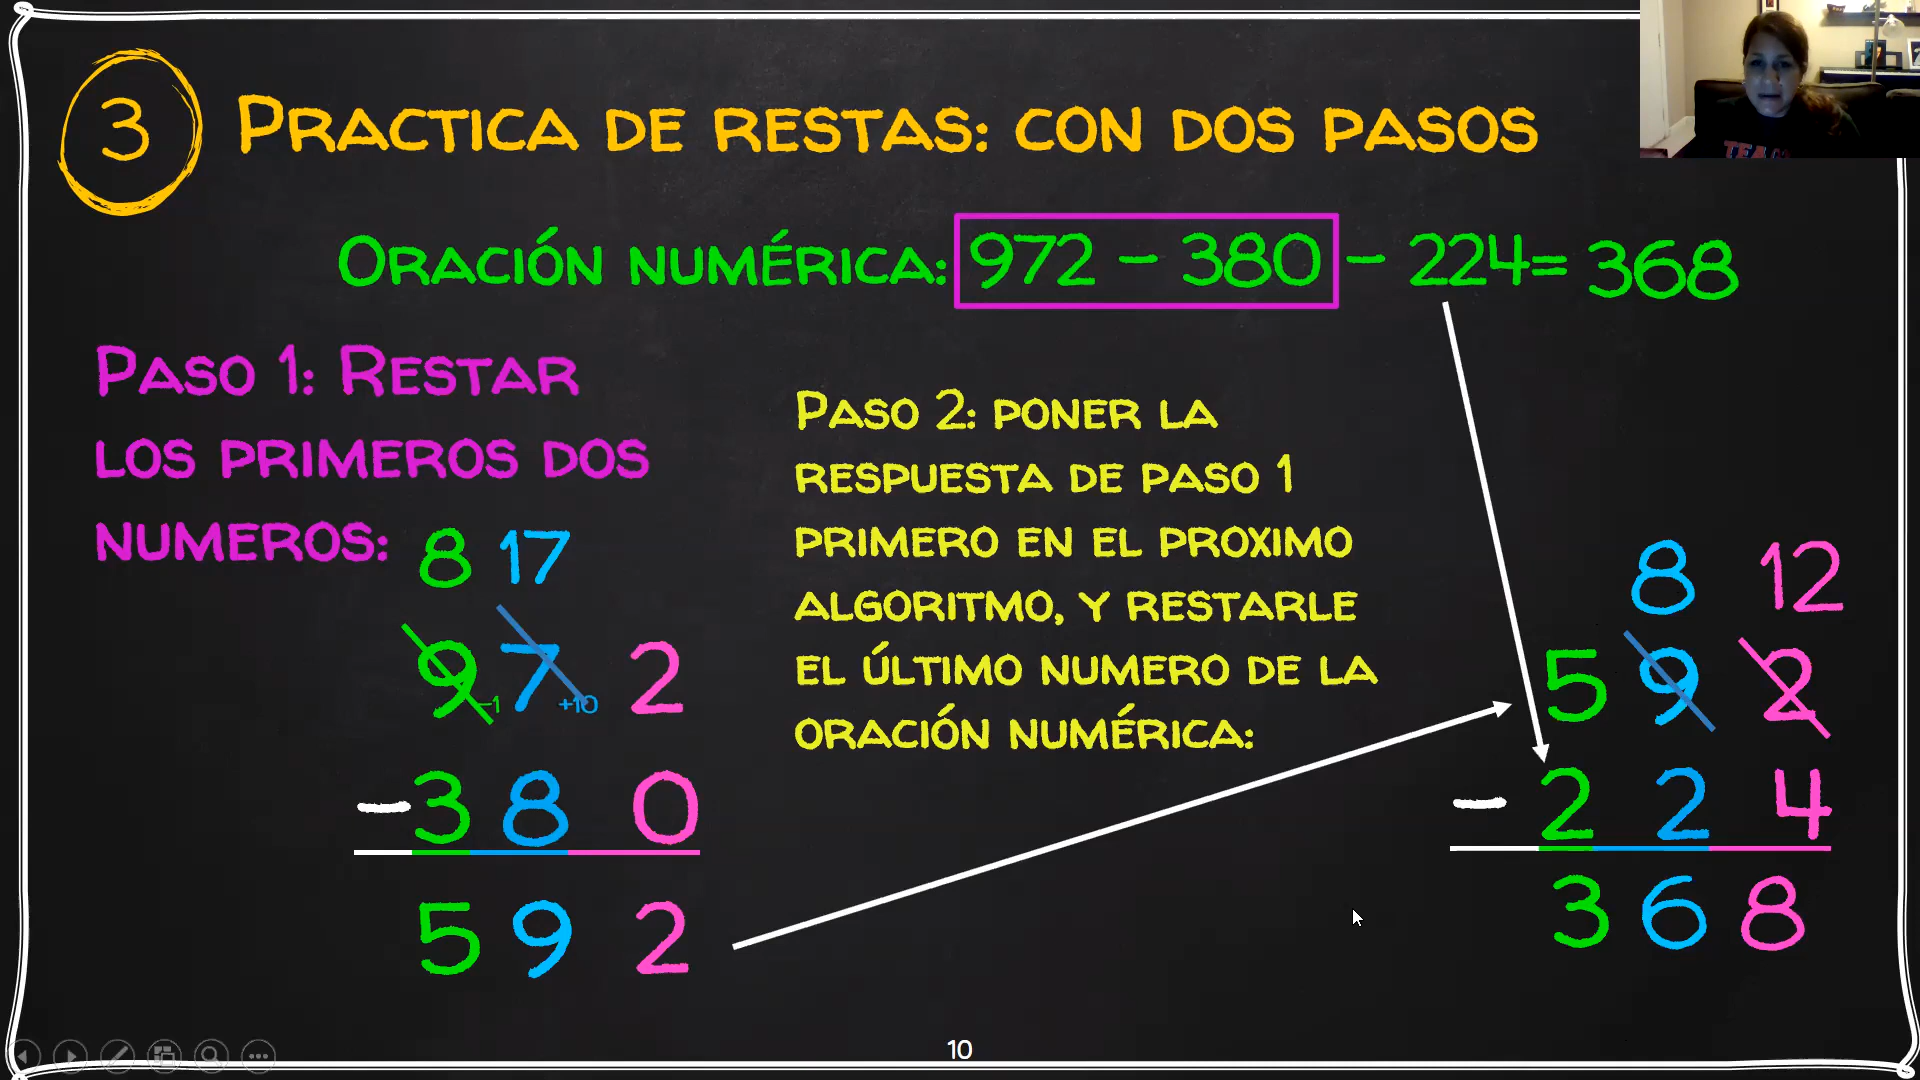 3 PRACTICA DE RESTAS: CON DOS PASOS
ORACIÓN NUMÉRICA: 972 – 380 – 224= 368
PASO 1: RESTAR
LOS PRIMEROS DOS
NUMEROS:
8 17
9 -1 7 +10 2
– 3 8 0
5 9 2
PASO 2: PONER LA
RESPUESTA DE PASO 1
PRIMERO EN EL PROXIMO
ALGORITMO, Y RESTARLE
EL ÚLTIMO NUMERO DE LA
ORACIÓN NUMÉRICA:
8 12
5 9 2
– 2 2 4
3 6 8
10